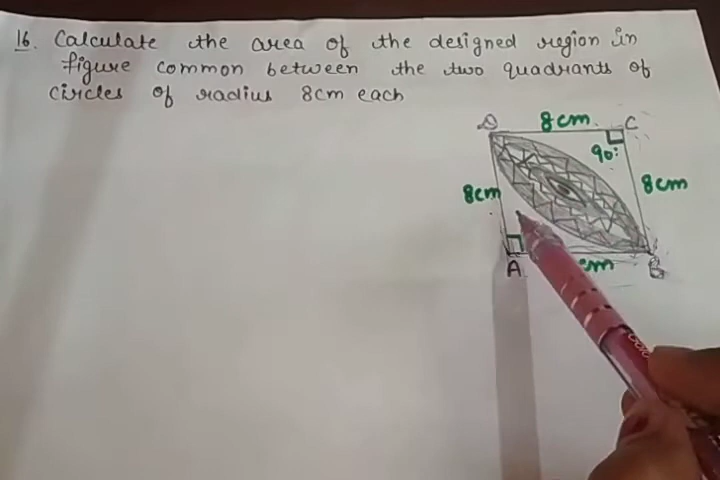 16. Calculate the area of the designed region in
figure common between the two quadrants of
circles of radius 8cm each
D 8cm C
90°
8cm 8cm
A cm B